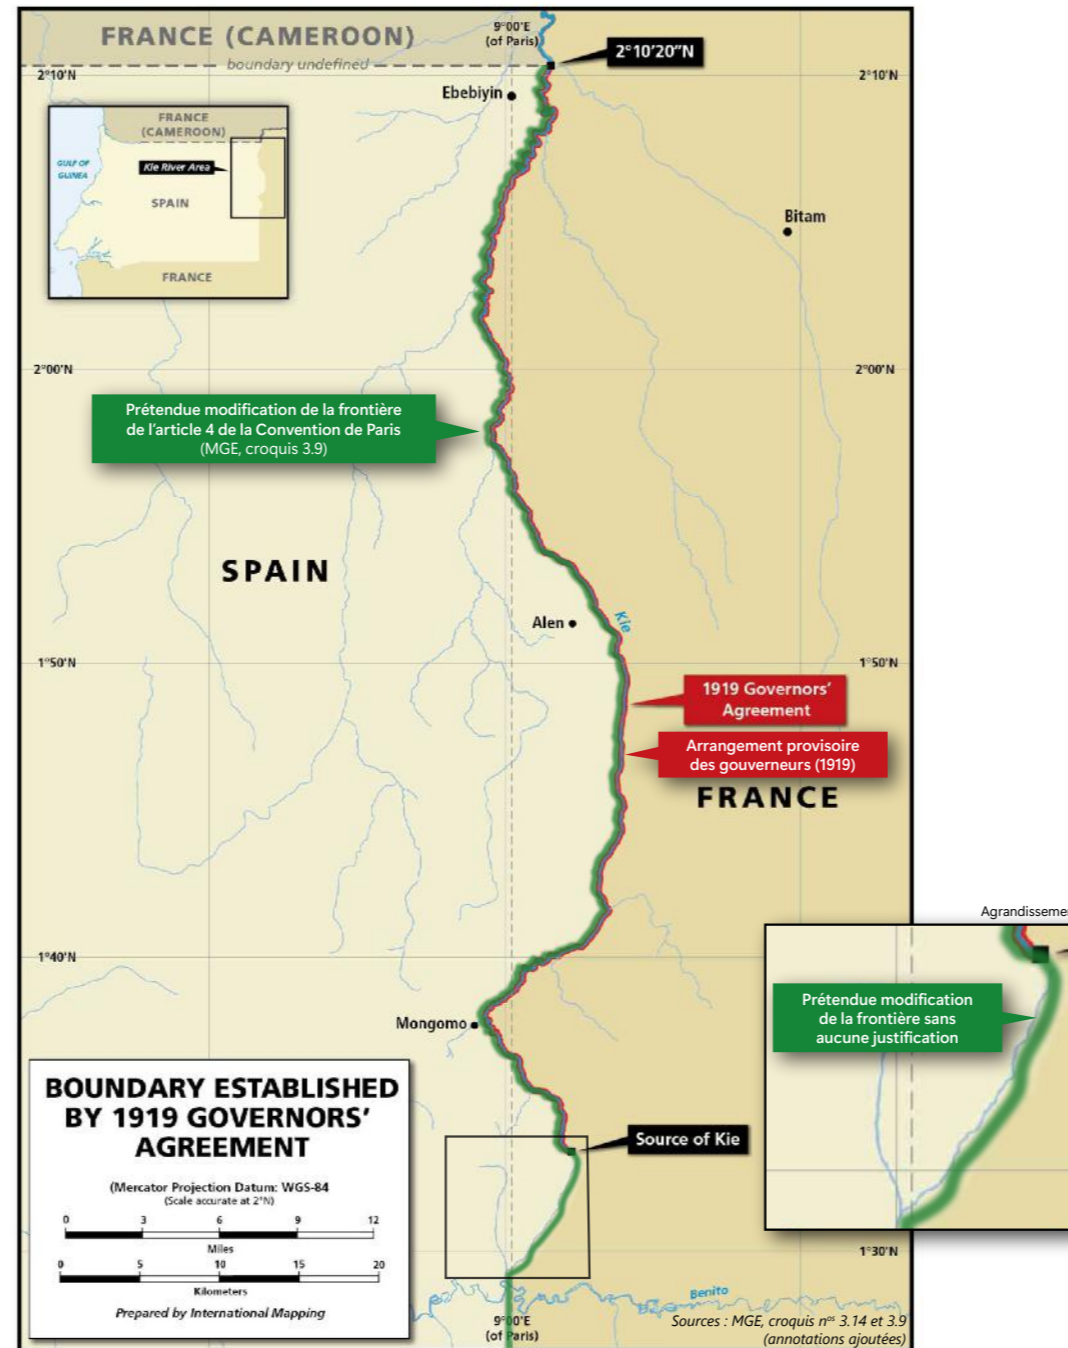 FRANCE (CAMEROON)
9°00'E
(of Paris)
boundary undefined
2°10'20"N
2°10'N
2°10'N
Ebebiyin
FRANCE
(CAMEROON)
GULF OF
GUINEA
Kie River Area
SPAIN
FRANCE
Bitam
2°00'N
2°00'N
Prétendue modification de la frontière
de l'article 4 de la Convention de Paris
(MGE, croquis 3.9)
SPAIN
Alen
Kie
1°50'N
1°50'N
1919 Governors'
Agreement
Arrangement provisoire
des gouverneurs (1919)
FRANCE
1°40'N
Prétendue modification
de la frontière sans
aucune justification
Mongomo
BOUNDARY ESTABLISHED
BY 1919 GOVERNORS'
AGREEMENT
(Mercator Projection Datum: WGS-84
(Scale accurate at 2°N)
0 3 6 9 12
Miles
0 5 10 15 20
Kilometers
Prepared by International Mapping
Source of Kie
1°30'N
Benito
9°00'E
(of Paris)
Sources : MGE, croquis nos 3.14 et 3.9
(annotations ajoutées)